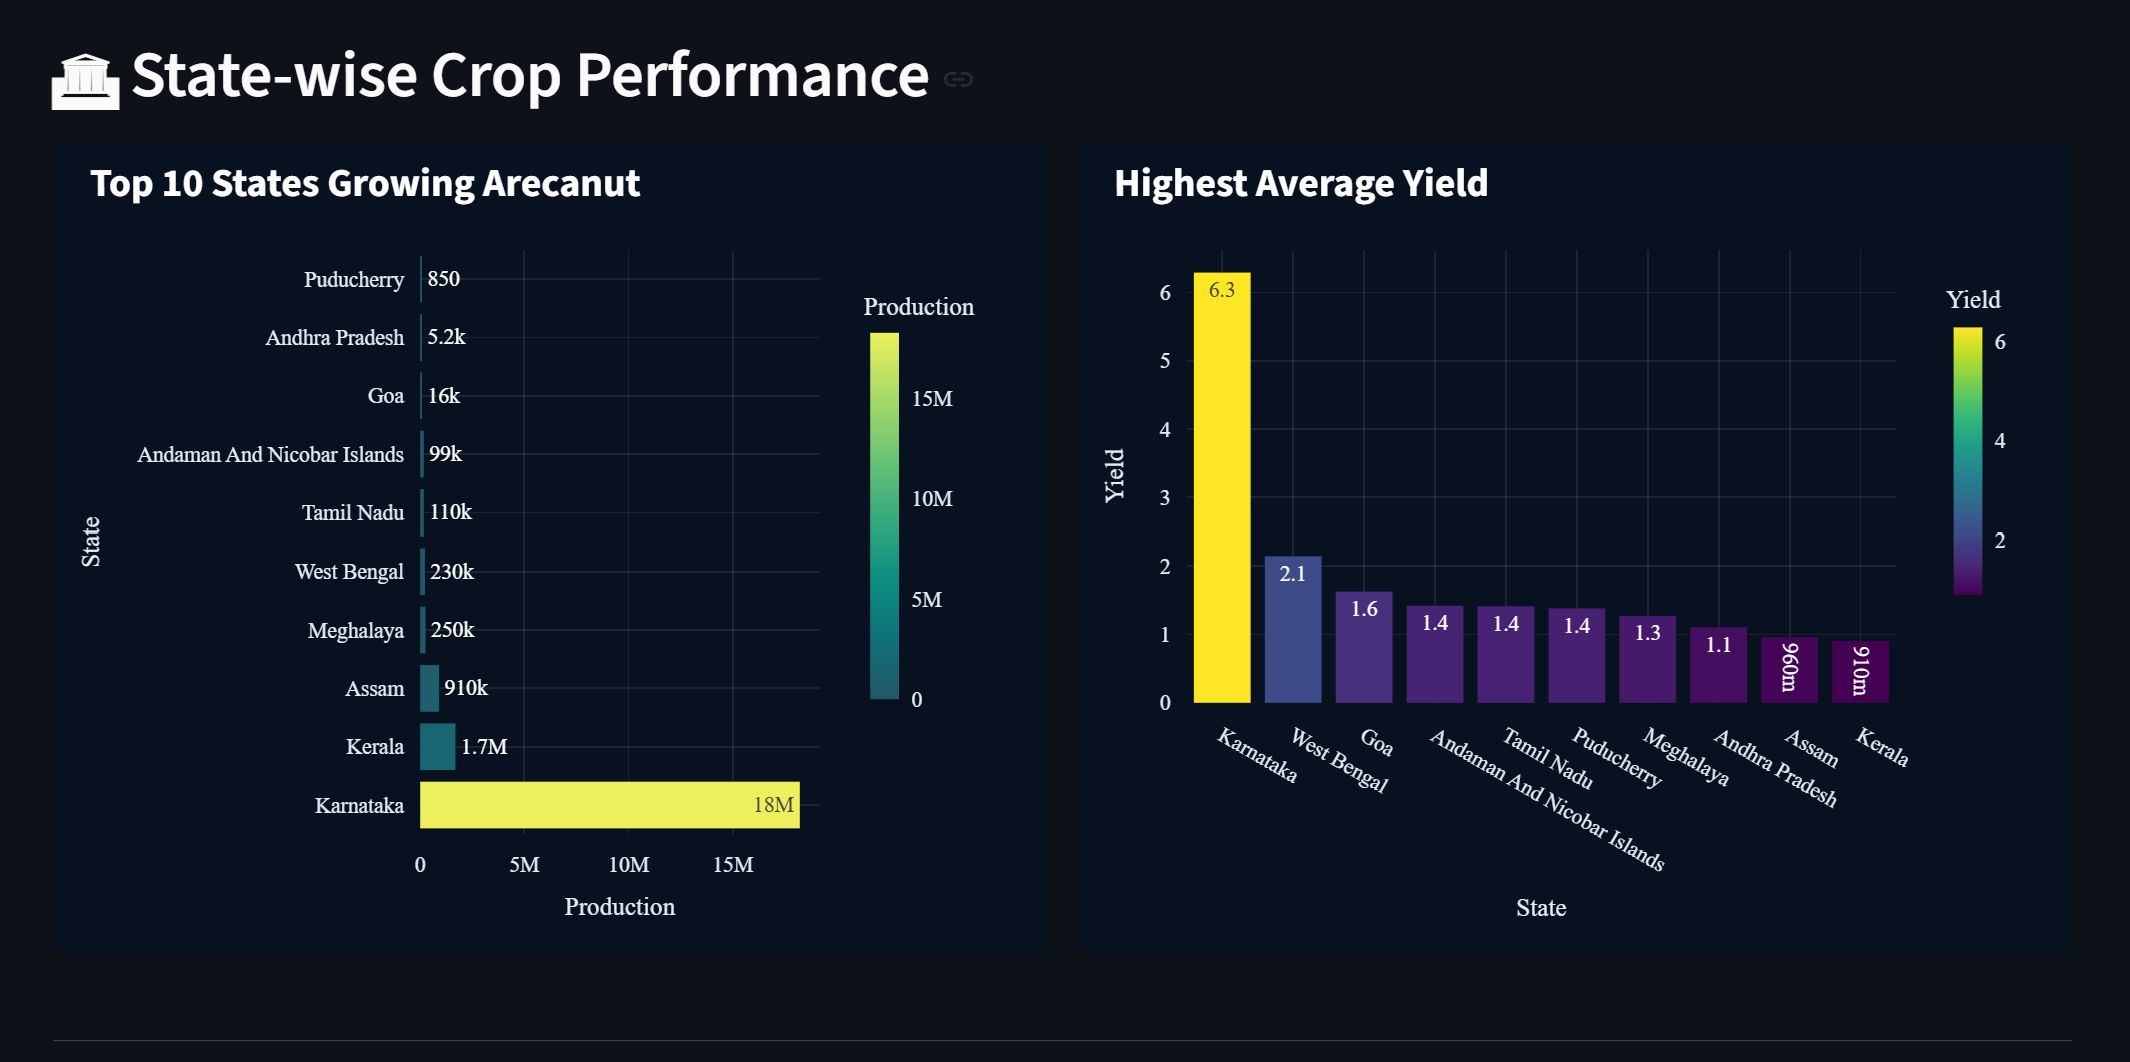 State-wise Crop Performance
Top 10 States Growing Arecanut
Puducherry 850
Andhra Pradesh 5.2k
Goa 16k
Andaman And Nicobar Islands 99k
Tamil Nadu 110k
West Bengal 230k
Meghalaya 250k
Assam 910k
Kerala 1.7M
Karnataka 18M
State
0 5M 10M 15M
Production
Production
15M
10M
5M
0
Highest Average Yield
6
5
4
3
2
1
0
Yield
6.3 2.1 1.6 1.4 1.4 1.4 1.3 1.1 960m 910m
Karnataka West Bengal Goa Andaman And Nicobar Islands Tamil Nadu Puducherry Meghalaya Andhra Pradesh Assam Kerala
State
Yield
6
4
2